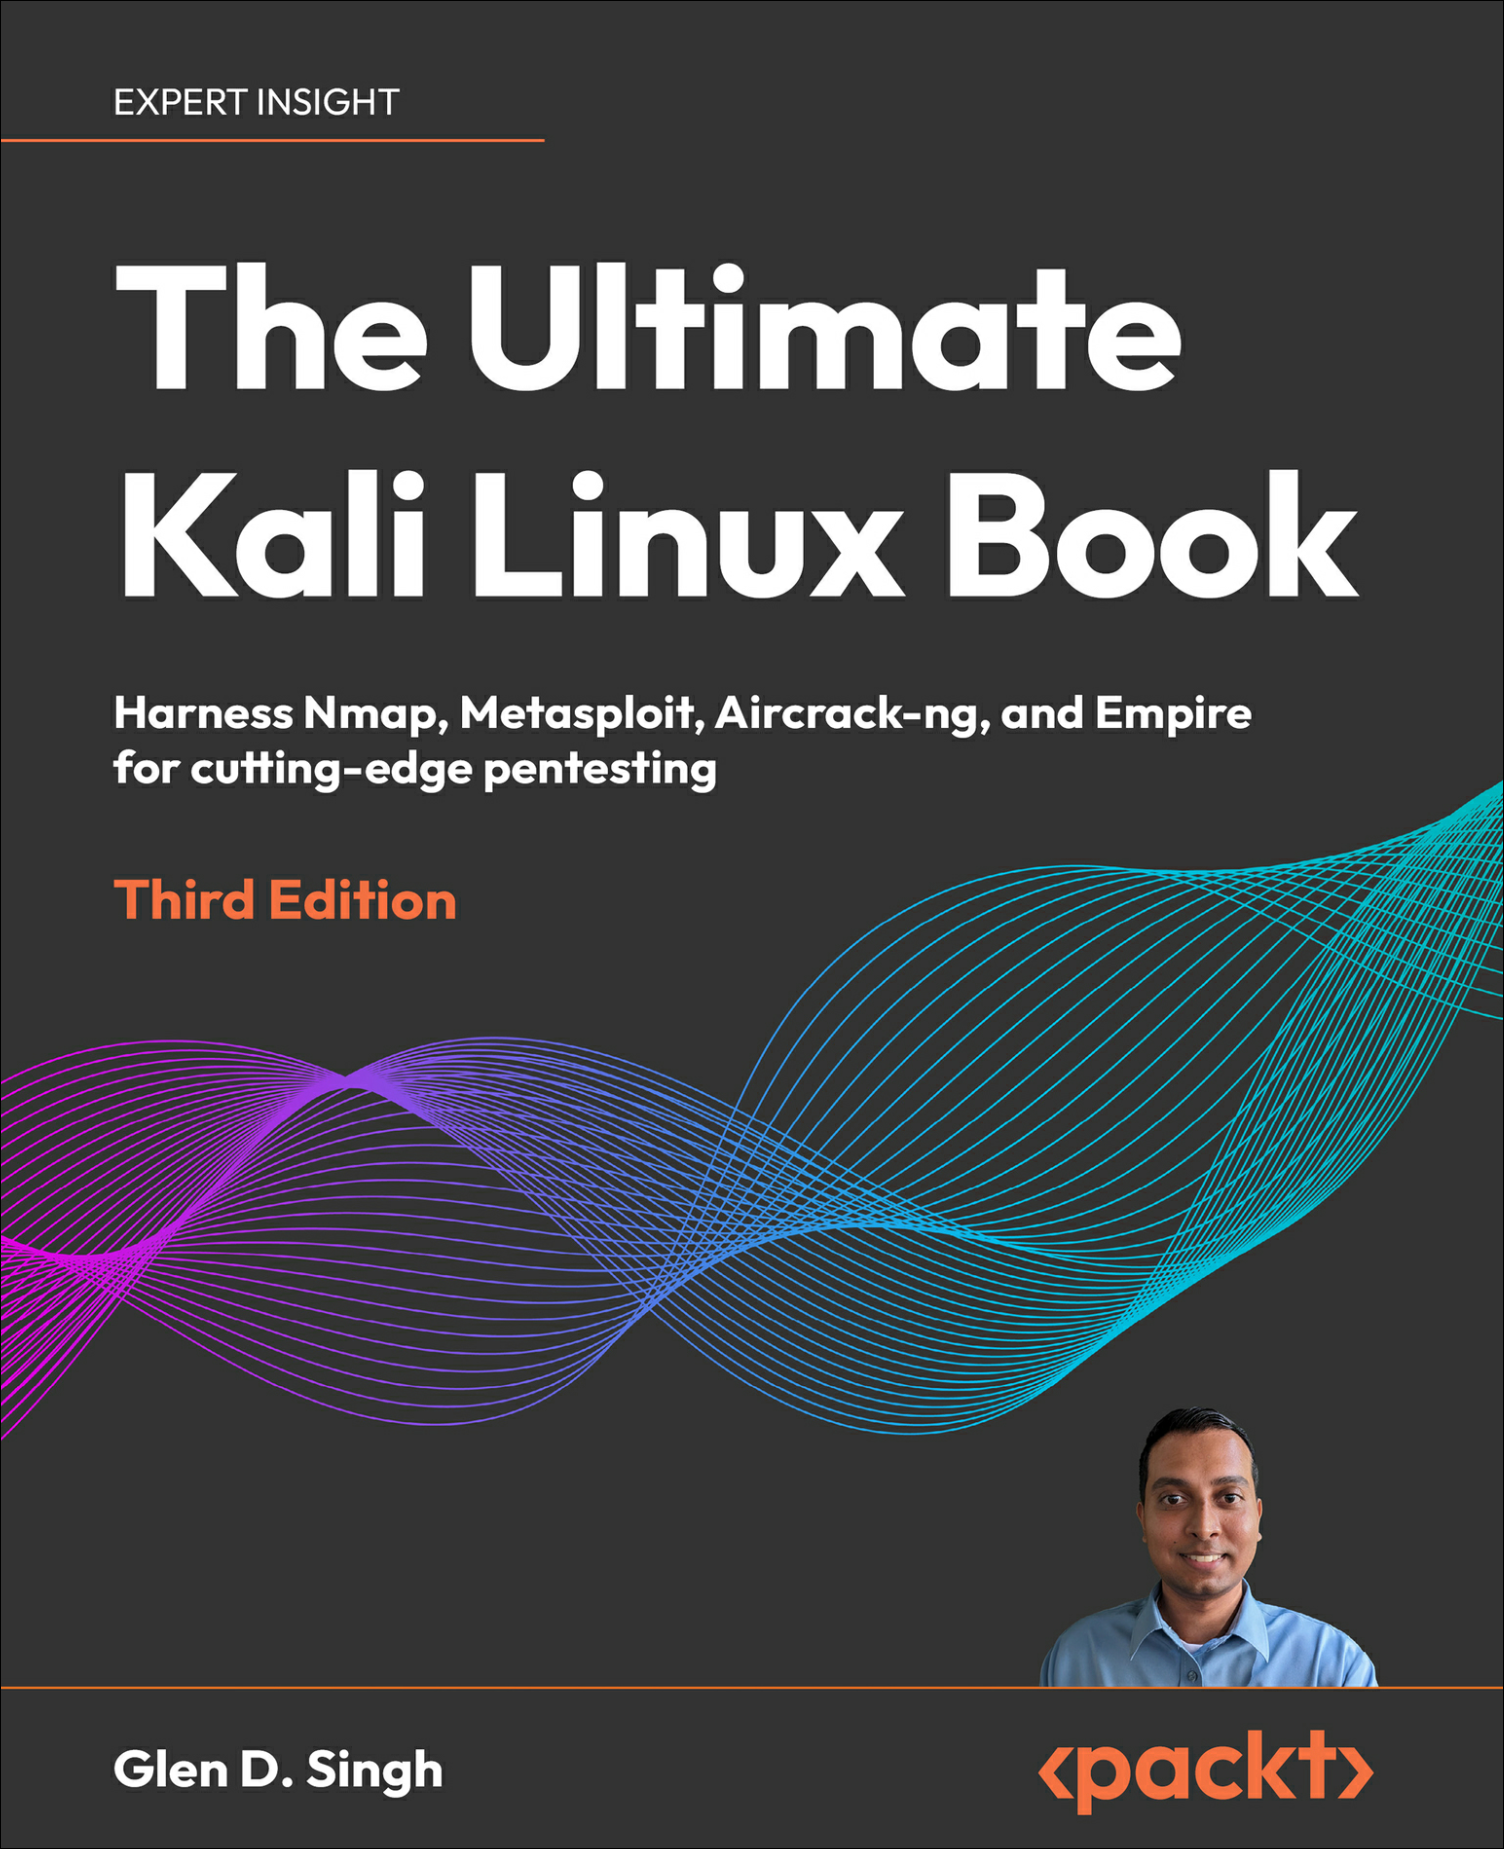 EXPERT INSIGHT
The Ultimate
Kali Linux Book
Harness Nmap, Metasploit, Aircrack-ng, and Empire
for cutting-edge pentesting
Third Edition
Glen D. Singh
<packt>